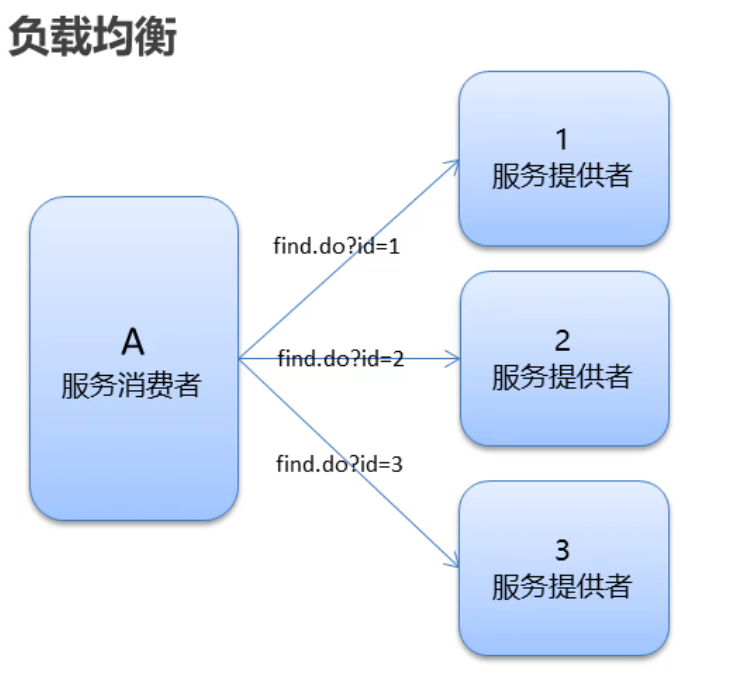 负载均衡
1
服务提供者
find.do?id=1
A
服务消费者
find.do?id=2
2
服务提供者
find.do?id=3
3
服务提供者